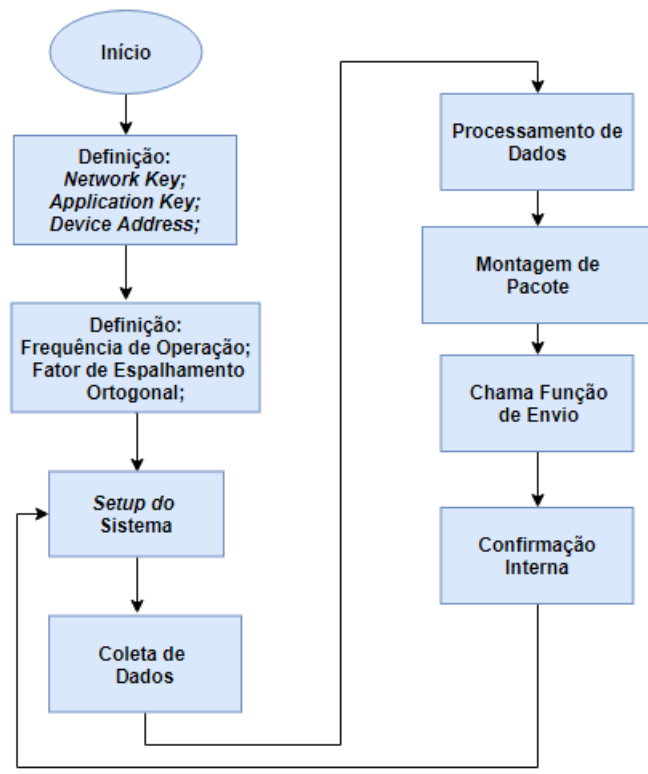 Início
Definição:
Network Key;
Application Key;
Device Address;
Definição:
Frequência de Operação;
Fator de Espalhamento
Ortogonal;
Setup do
Sistema
Coleta de
Dados
Processamento de
Dados
Montagem de
Pacote
Chama Função
de Envio
Confirmação
Interna